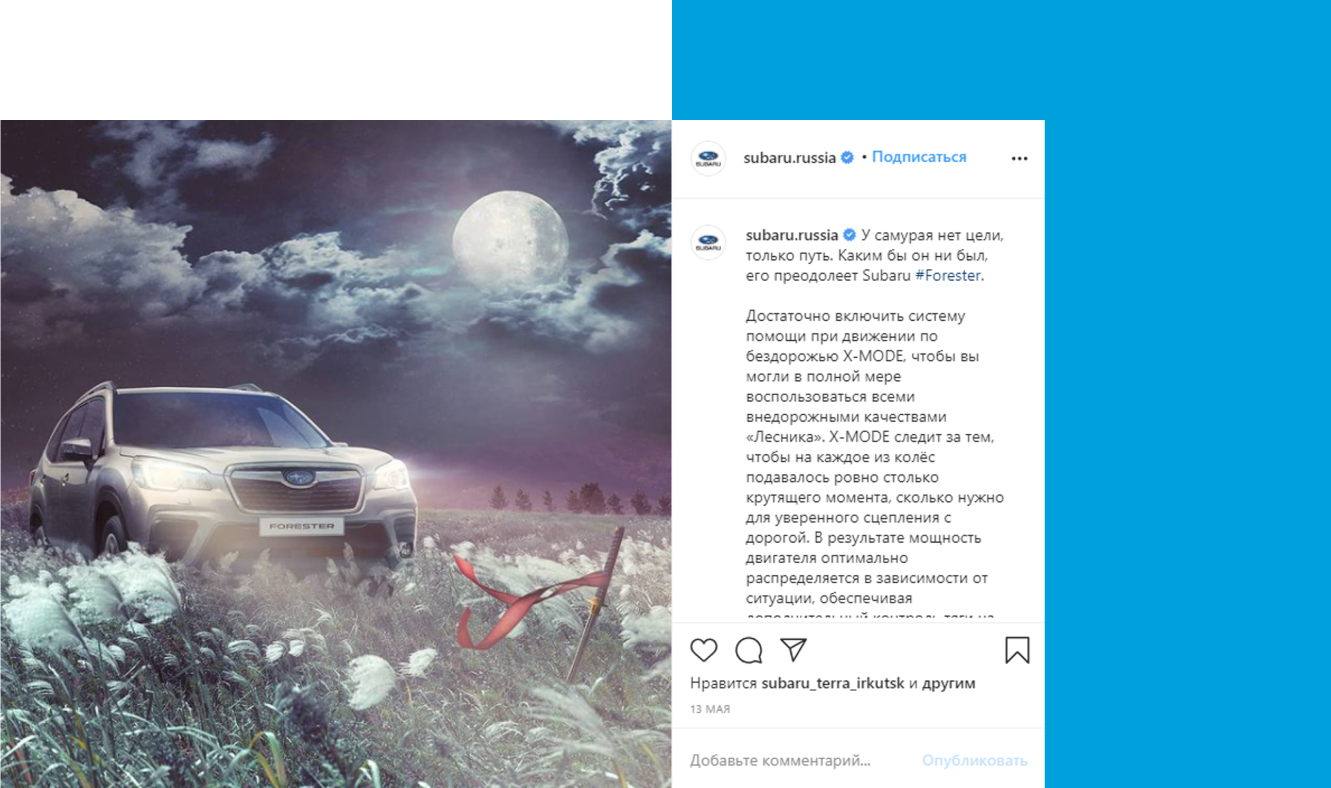 subaru.russia • Подписаться
subaru.russia У самурая нет цели,
только путь. Каким бы он ни был,
его преодолеет Subaru #Forester.
Достаточно включить систему
помощи при движении по
бездорожью X-MODE, чтобы вы
могли в полной мере
воспользоваться всеми
внедорожными качествами
«Лесника». X-MODE следит за тем,
чтобы на каждое из колёс
подавалось ровно столько
крутящего момента, сколько нужно
для уверенного сцепления с
дорогой. В результате мощность
двигателя оптимально
распределяется в зависимости от
ситуации, обеспечивая
дополнительный контроль тяги на
Нравится subaru_terra_irkutsk и другим
13 МАЯ
Добавьте комментарий... Опубликовать
FORESTER
SUBARU
SUBARU